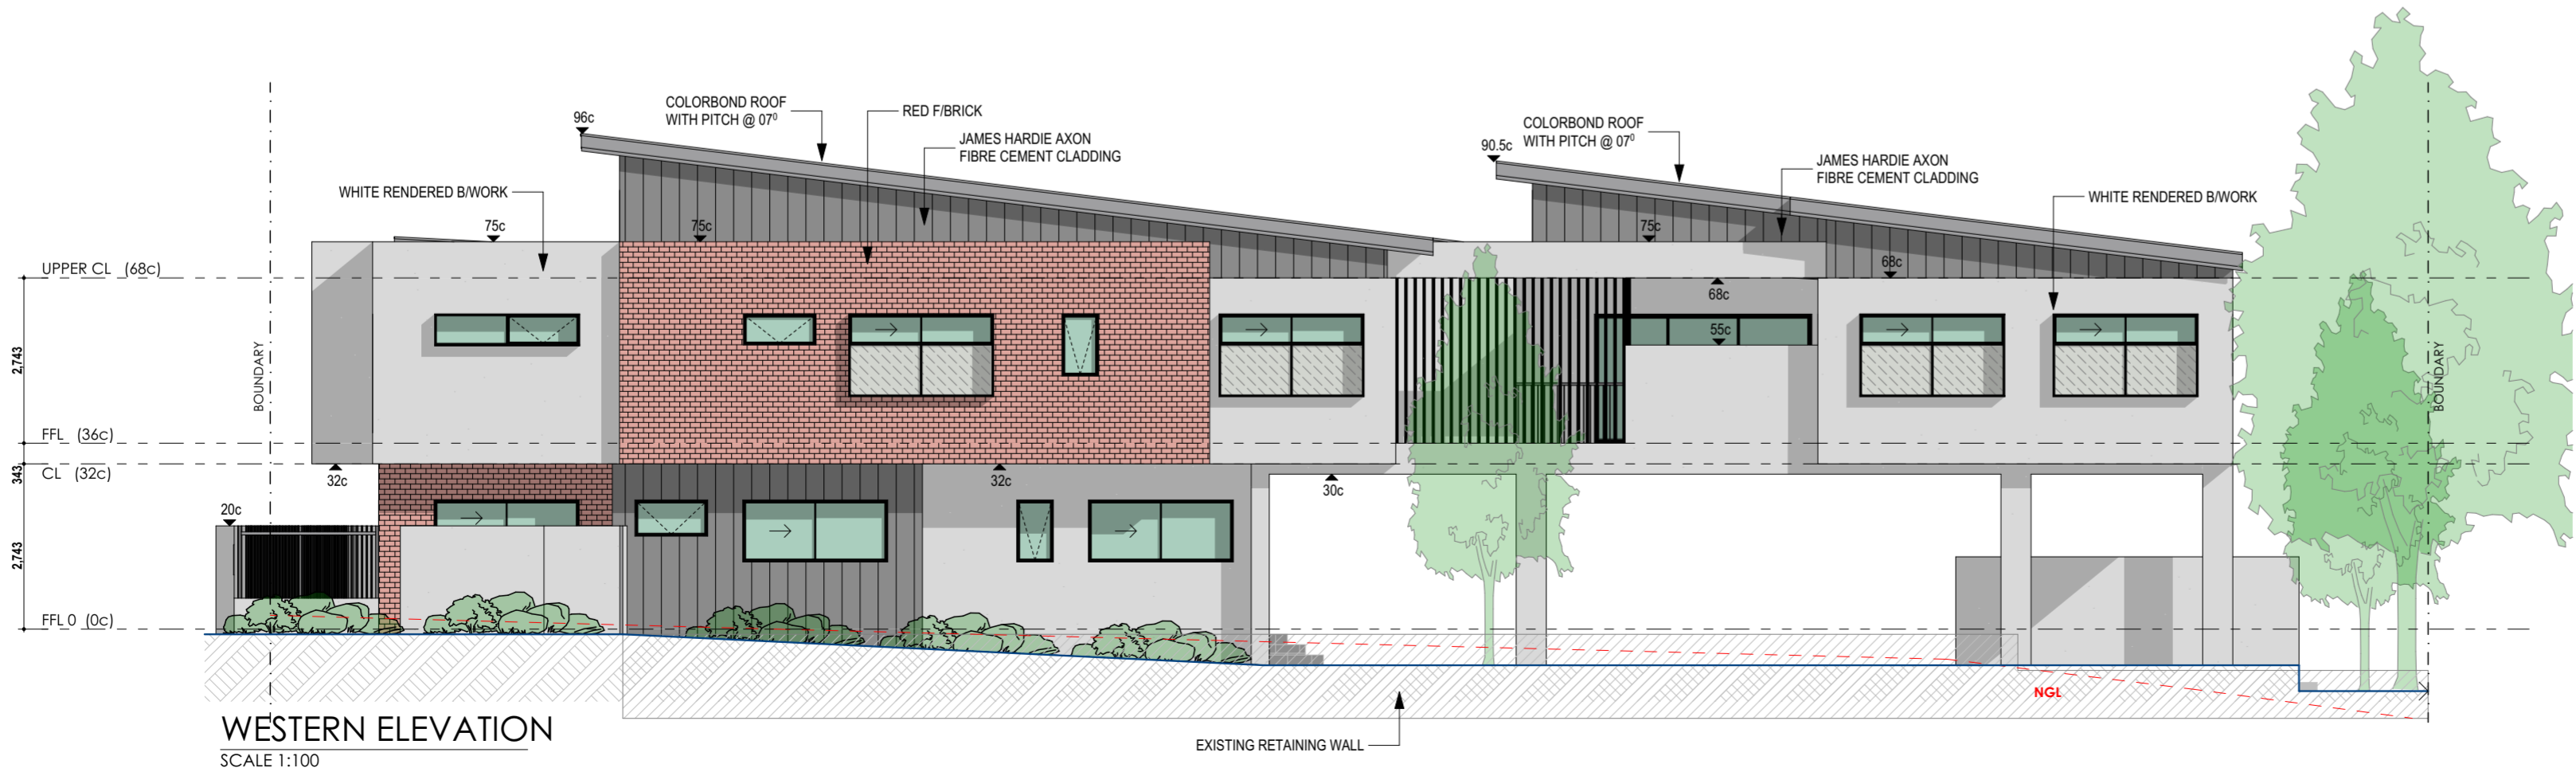 COLORBOND ROOF
WITH PITCH @ 07⁰
RED F/BRICK
96c
JAMES HARDIE AXON
FIBRE CEMENT CLADDING
COLORBOND ROOF
WITH PITCH @ 07⁰
90.5c
JAMES HARDIE AXON
FIBRE CEMENT CLADDING
WHITE RENDERED B/WORK
WHITE RENDERED B/WORK
75c
75c
75c
UPPER CL (68c)
68c
68c
55c
2,743
BOUNDARY
BOUNDARY
FFL (36c)
343
CL (32c)
32c
32c
30c
20c
2,743
FFL 0 (0c)
NGL
WESTERN ELEVATION
SCALE 1:100
EXISTING RETAINING WALL